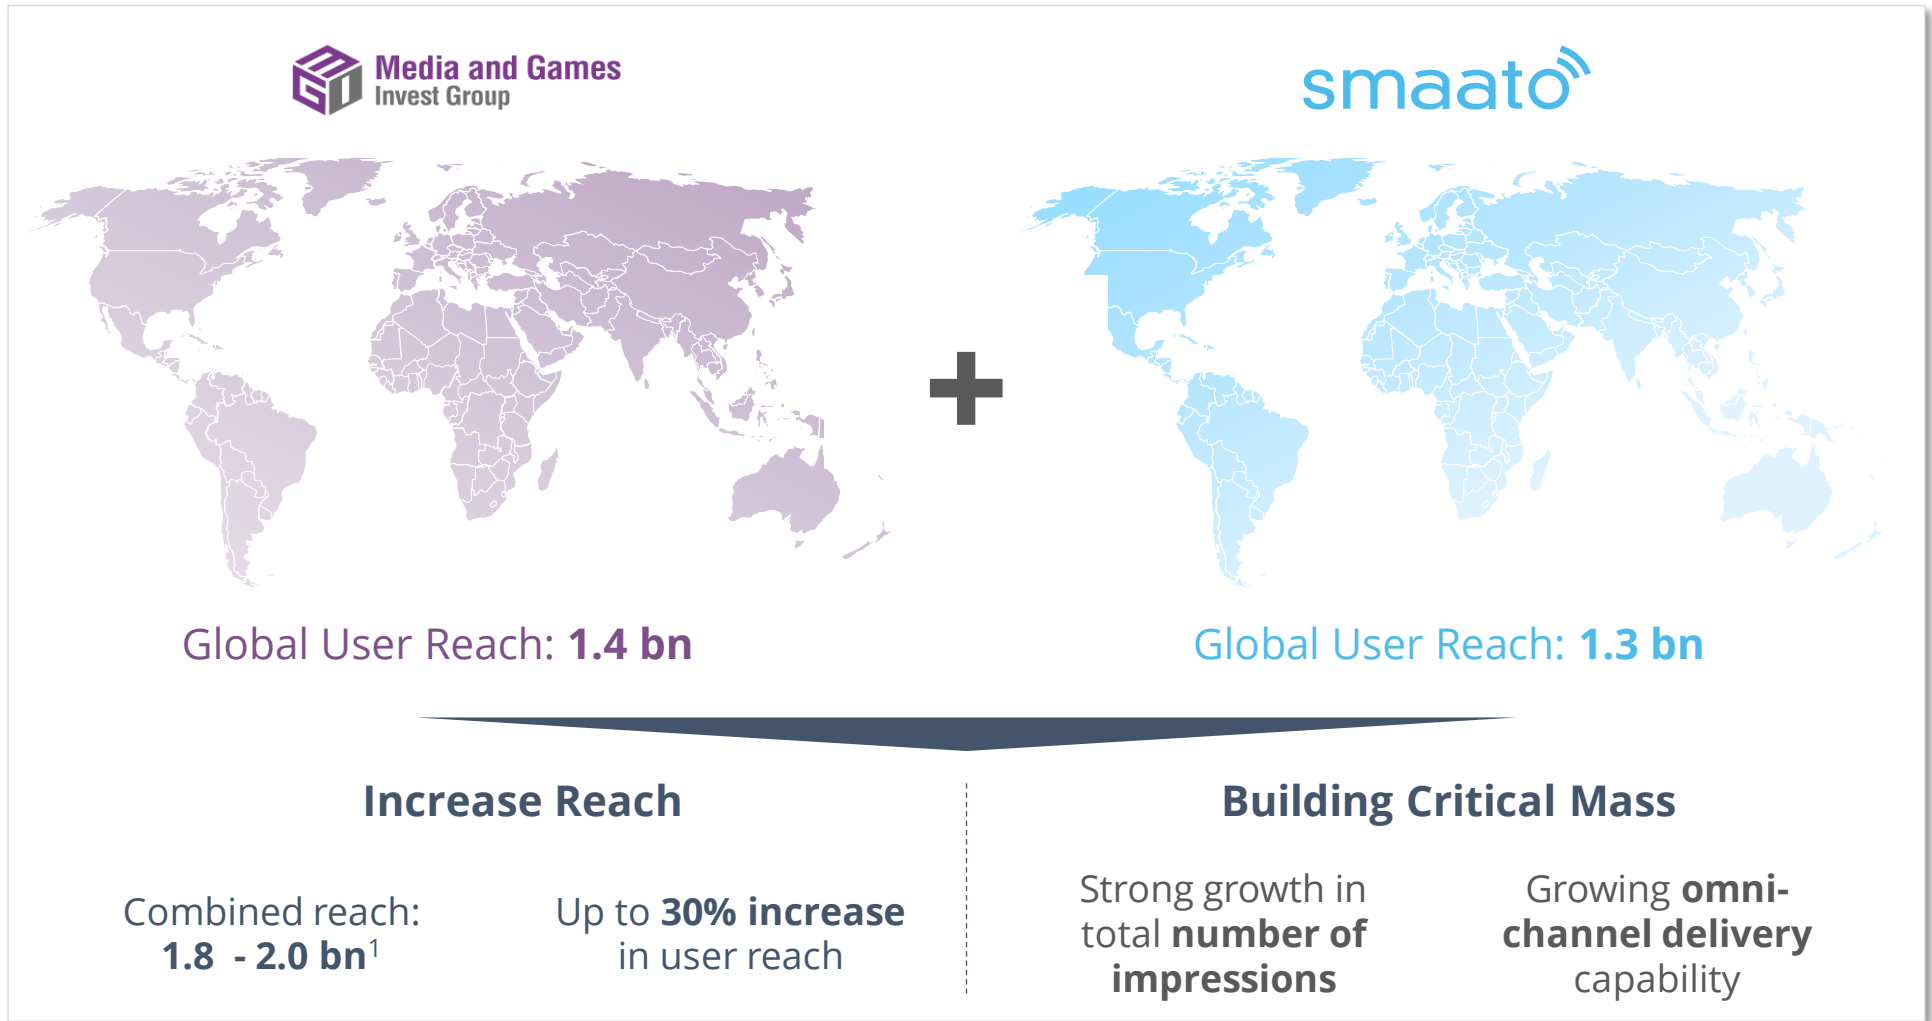 Media and Games
Invest Group
smaato
Global User Reach: 1.4 bn
Global User Reach: 1.3 bn
Increase Reach
Combined reach:
1.8 - 2.0 bn1
Up to 30% increase
in user reach
Building Critical Mass
Strong growth in
total number of
impressions
Growing omni-
channel delivery
capability